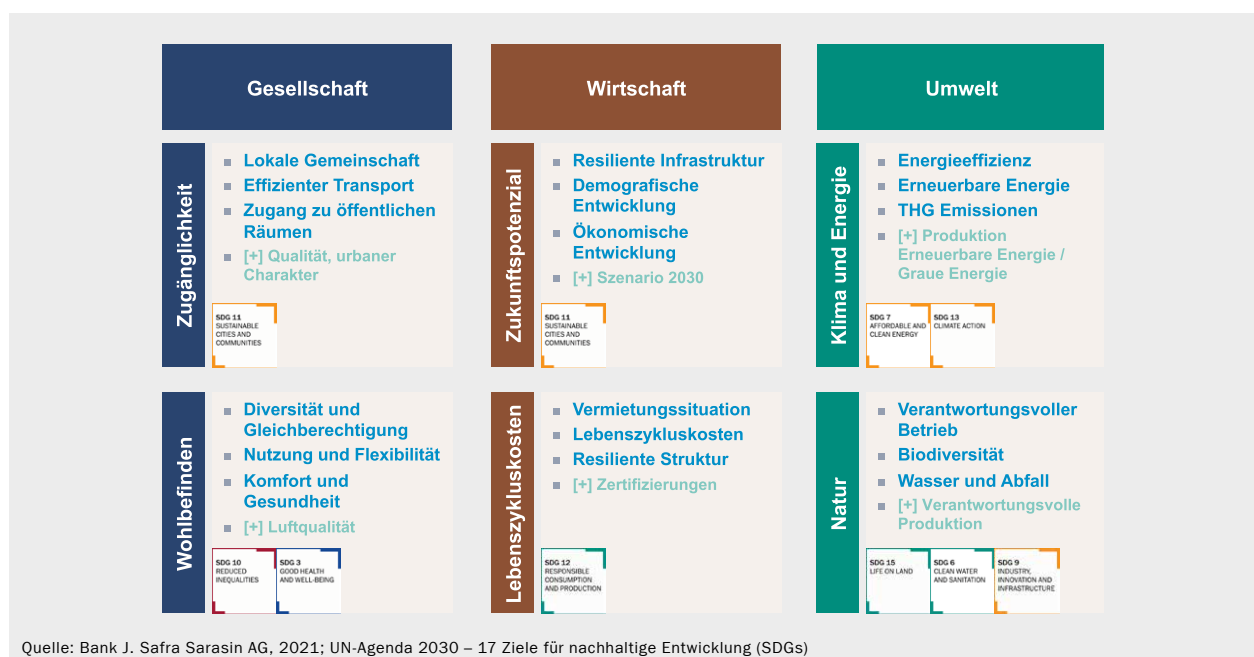 Gesellschaft
Zugänglichkeit
Lokale Gemeinschaft
Effizienter Transport
Zugang zu öffentlichen
Räumen
[+] Qualität, urbaner
Charakter
SDG 11
SUSTAINABLE
CITIES AND
COMMUNITIES
Wohlbefinden
Diversität und
Gleichberechtigung
Nutzung und Flexibilität
Komfort und
Gesundheit
[+] Luftqualität
SDG 10
REDUCED
INEQUALITIES
SDG 3
GOOD HEALTH
AND WELL-BEING
Wirtschaft
Zukunftspotenzial
Resiliente Infrastruktur
Demografische
Entwicklung
Ökonomische
Entwicklung
[+] Szenario 2030
SDG 11
SUSTAINABLE
CITIES AND
COMMUNITIES
Lebenszykluskosten
Vermietungssituation
Lebenszykluskosten
Resiliente Struktur
[+] Zertifizierungen
SDG 12
RESPONSIBLE
CONSUMPTION
AND PRODUCTION
Umwelt
Klima und Energie
Energieeffizienz
Erneuerbare Energie
THG Emissionen
[+] Produktion
Erneuerbare Energie /
Graue Energie
SDG 7
AFFORDABLE AND
CLEAN ENERGY
SDG 13
CLIMATE ACTION
Natur
Verantwortungsvoller
Betrieb
Biodiversität
Wasser und Abfall
[+] Verantwortungsvolle
Produktion
SDG 15
LIFE ON LAND
SDG 6
CLEAN WATER
AND SANITATION
SDG 9
INDUSTRY,
INNOVATION AND
INFRASTRUCTURE
Quelle: Bank J. Safra Sarasin AG, 2021; UN-Agenda 2030 – 17 Ziele für nachhaltige Entwicklung (SDGs)